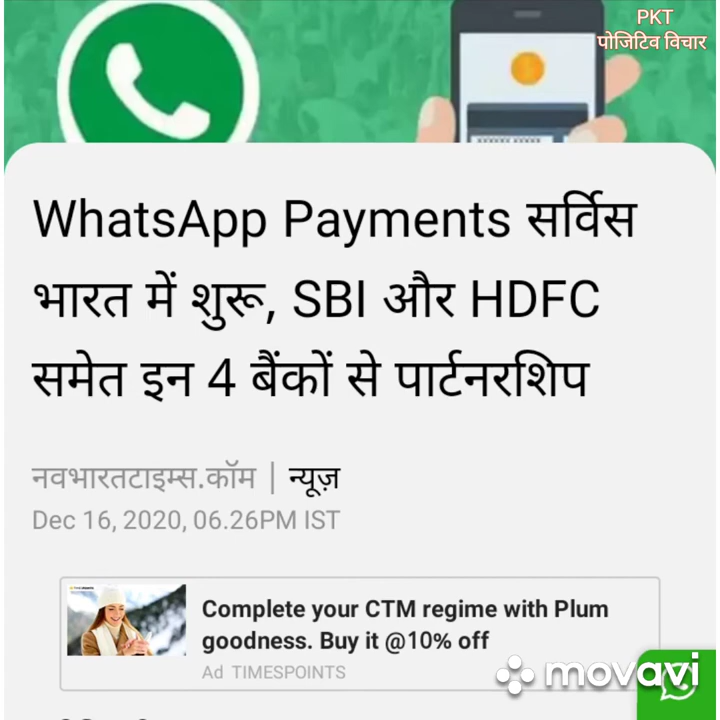 PKT
पोजिटिव विचार
WhatsApp Payments सर्विस
भारत में शुरू, SBI और HDFC
समेत इन 4 बैंकों से पार्टनरशिप
नवभारतटाइम्स.कॉम | न्यूज़
Dec 16, 2020, 06.26PM IST
Complete your CTM regime with Plum
goodness. Buy it @10% off
Ad TIMESPOINTS
movavi